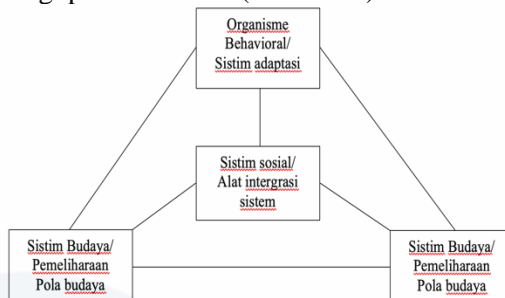 Organisme
Behavioral/
Sistim adaptasi
Sistim sosial/
Alat intergrasi
sistem
Sistim Budaya/
Pemeliharaan
Pola budaya
Sistim Budaya/
Pemeliharaan
Pola budaya